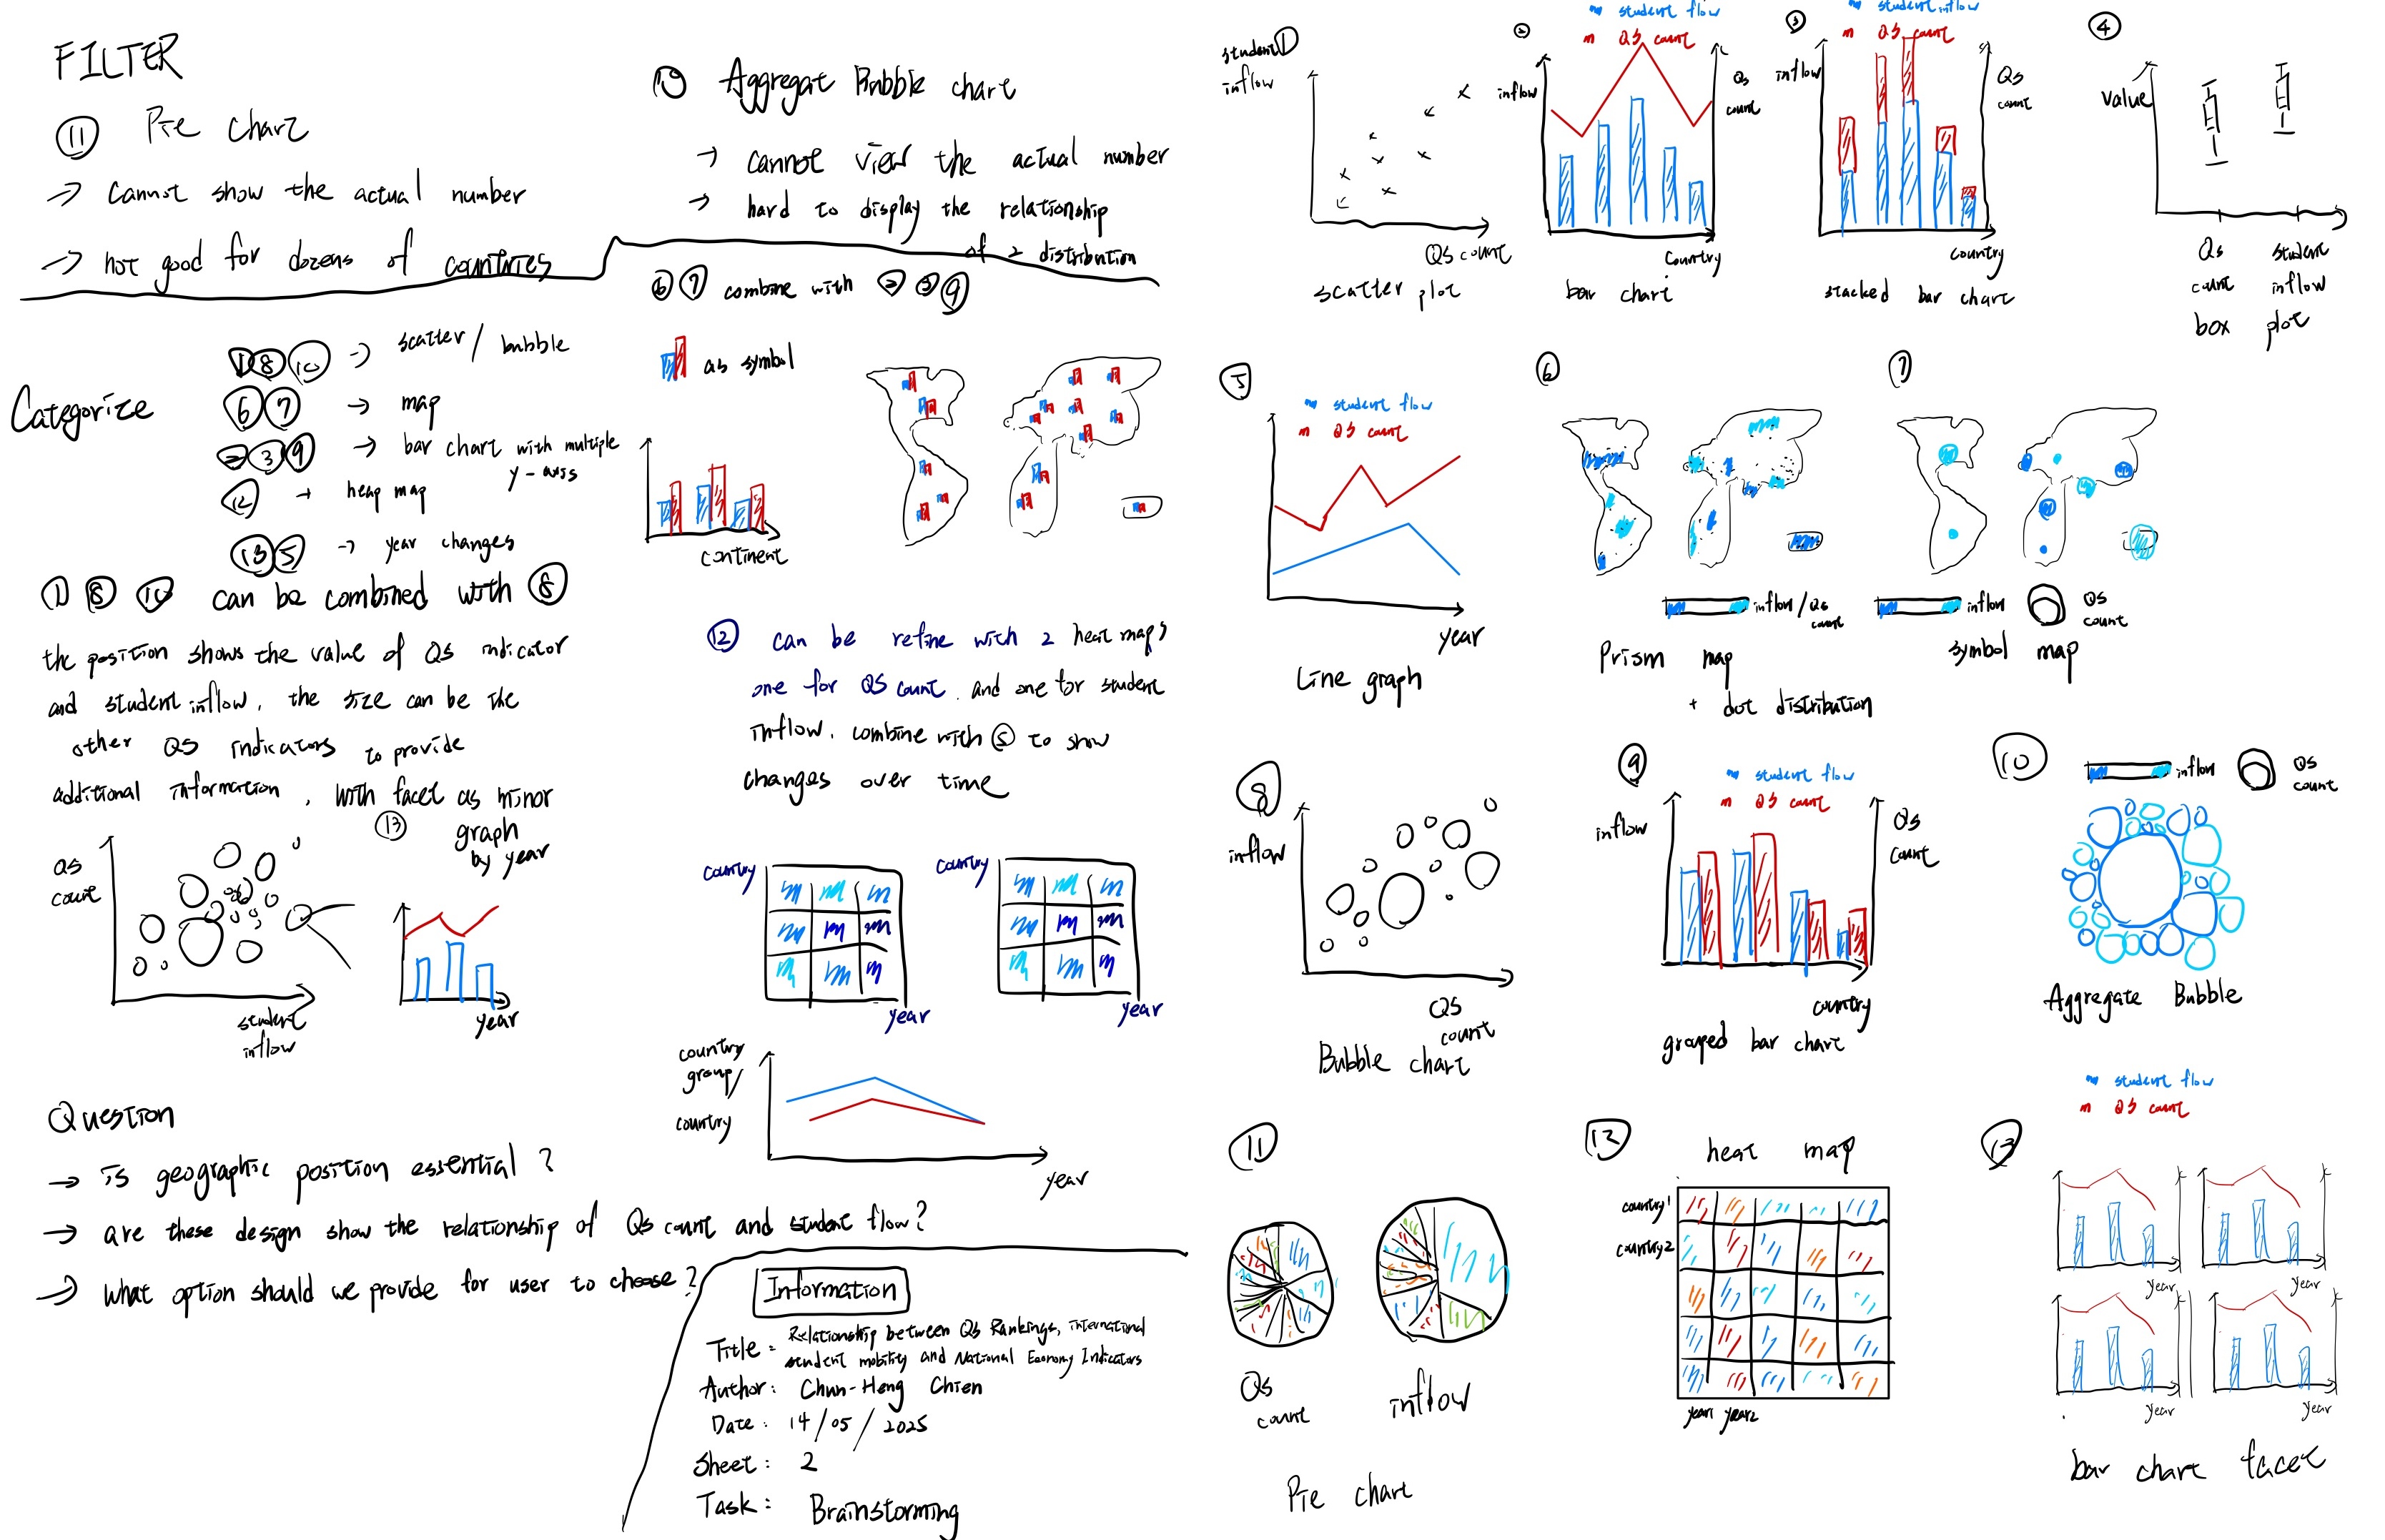 FILTER
⑪ Pie chart
→ cannot show the actual number
→ not good for dozens of countries
⑩ Aggregat Bubble chart
→ cannot view the actual number
→ hard to display the relationship
of 2 distribution
Categorize
①⑧⑩ → scatter / bubble
⑥⑦ → map
②③⑨ → bar chart with multiple
y-axis
⑫ → heap map
⑬⑤ → year changes
①⑧⑩ can be combined with ⑧
the position shows the value of QS indicator
and student inflow, the size can be the
other QS indicators to provide
additional information, with facet as minor
⑬ graph
by year
QS
count
student
inflow
year
⑥⑦ combine with ②③⑨
as symbol
continent
⑫ can be refine with 2 heat maps
one for QS count and one for student
inflow. combine with ⑤ to show
changes over time
country
year
country
year
country
group/
country
year
Question
→ is geographic position essential?
→ are these design show the relationship of QS count and student flow?
→ what option should we provide for user to choose?
Information
Title: Relationship between QS Rankings, international
student mobility and National Economy Indicators
Author: Chun-Heng Chien
Date: 14/05/2025
Sheet: 2
Task: Brainstorming
①
student
inflow
QS count
scatter plot
②
student flow
QS count
inflow
QS
count
country
bar chart
③
student inflow
QS count
inflow
QS
count
country
stacked bar chart
④
value
QS
count
student
inflow
box plot
⑤
student flow
QS count
year
Line graph
⑥
inflow/QS
count
Prism map
+ dot distribution
⑦
inflow
QS
count
symbol map
⑧
inflow
QS
count
Bubble chart
⑨
student flow
QS count
inflow
QS
count
country
grouped bar chart
⑩
inflow
QS
count
Aggregate Bubble
⑪
QS
count
inflow
Pie chart
⑫
heat map
country1
country2
year1 year2
⑬
student flow
QS count
year
year
year
year
bar chart facet